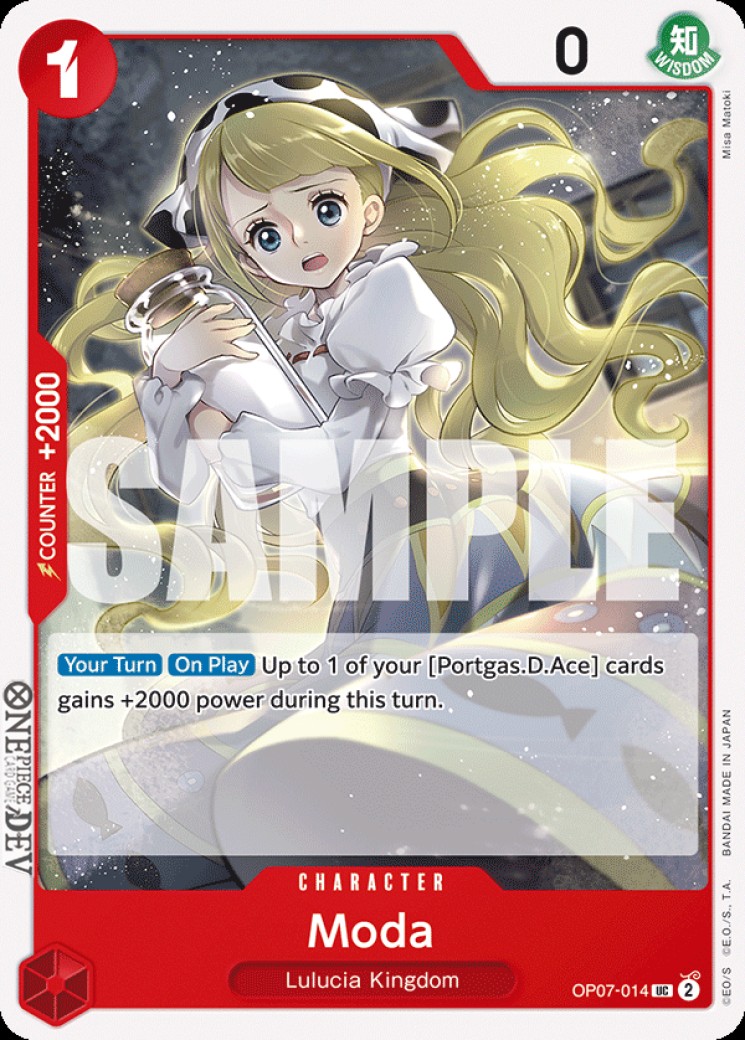 1
0
知
WISDOM
Misa Matoki
COUNTER +2000
SAMPLE
Your Turn On Play Up to 1 of your [Portgas.D.Ace] cards
gains +2000 power during this turn.
ONE PIECE
CARD GAME
DEV
BANDAI MADE IN JAPAN
©EO/S ©E.O./S., T.A.
CHARACTER
Moda
Lulucia Kingdom
OP07-014 UC 2